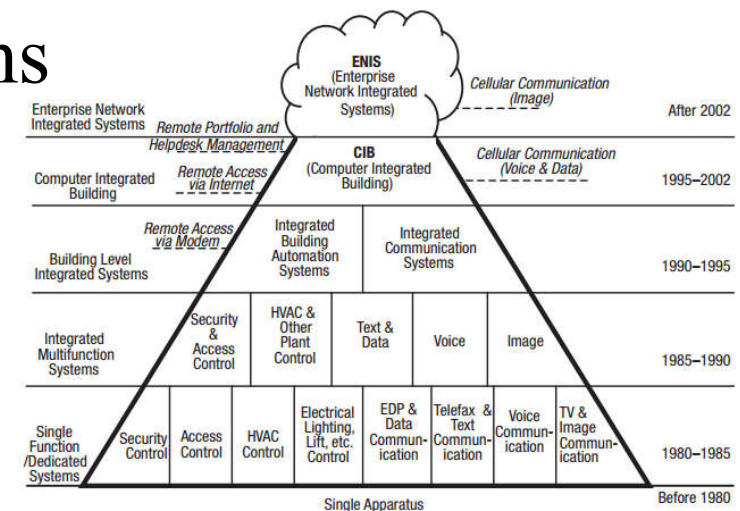 ns
ENIS
(Enterprise
Network Integrated
Systems)
Cellular Communication
(Image)
Enterprise Network
Integrated Systems
Remote Portfolio and
Helpdesk Management
After 2002
CIB
(Computer Integrated
Building)
Cellular Communication
(Voice & Data)
Computer Integrated
Building
Remote Access
via Internet
1995–2002
Remote Access
via Modem
Integrated
Building
Automation
Systems
Integrated
Communication
Systems
Building Level
Integrated Systems
1990–1995
Integrated
Multifunction
Systems
Security
&
Access
Control
HVAC &
Other
Plant
Control
Text &
Data
Voice
Image
1985–1990
Single
Function
/Dedicated
Systems
Security
Control
Access
Control
HVAC
Control
Electrical
Lighting,
Lift, etc.
Control
EDP &
Data
Commun-
ication
Telefax &
Text
Commun-
ication
Voice
Commun-
ication
TV &
Image
Commun-
ication
1980–1985
Single Apparatus
Before 1980